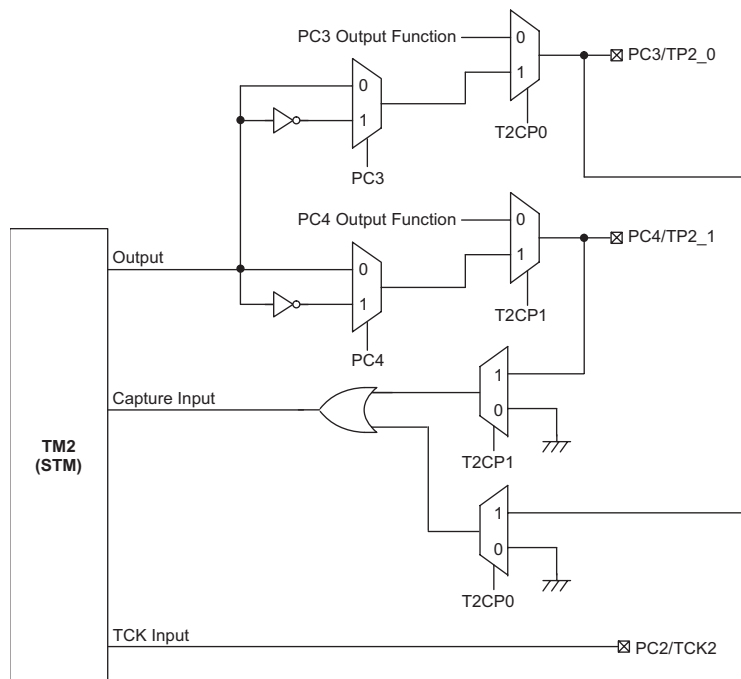 PC3 Output Function
0
1
PC3/TP2_0
T2CP0
0
1
PC3
PC4 Output Function
0
1
PC4/TP2_1
T2CP1
Output
0
1
PC4
Capture Input
1
0
T2CP1
TM2
(STM)
1
0
T2CP0
TCK Input
PC2/TCK2